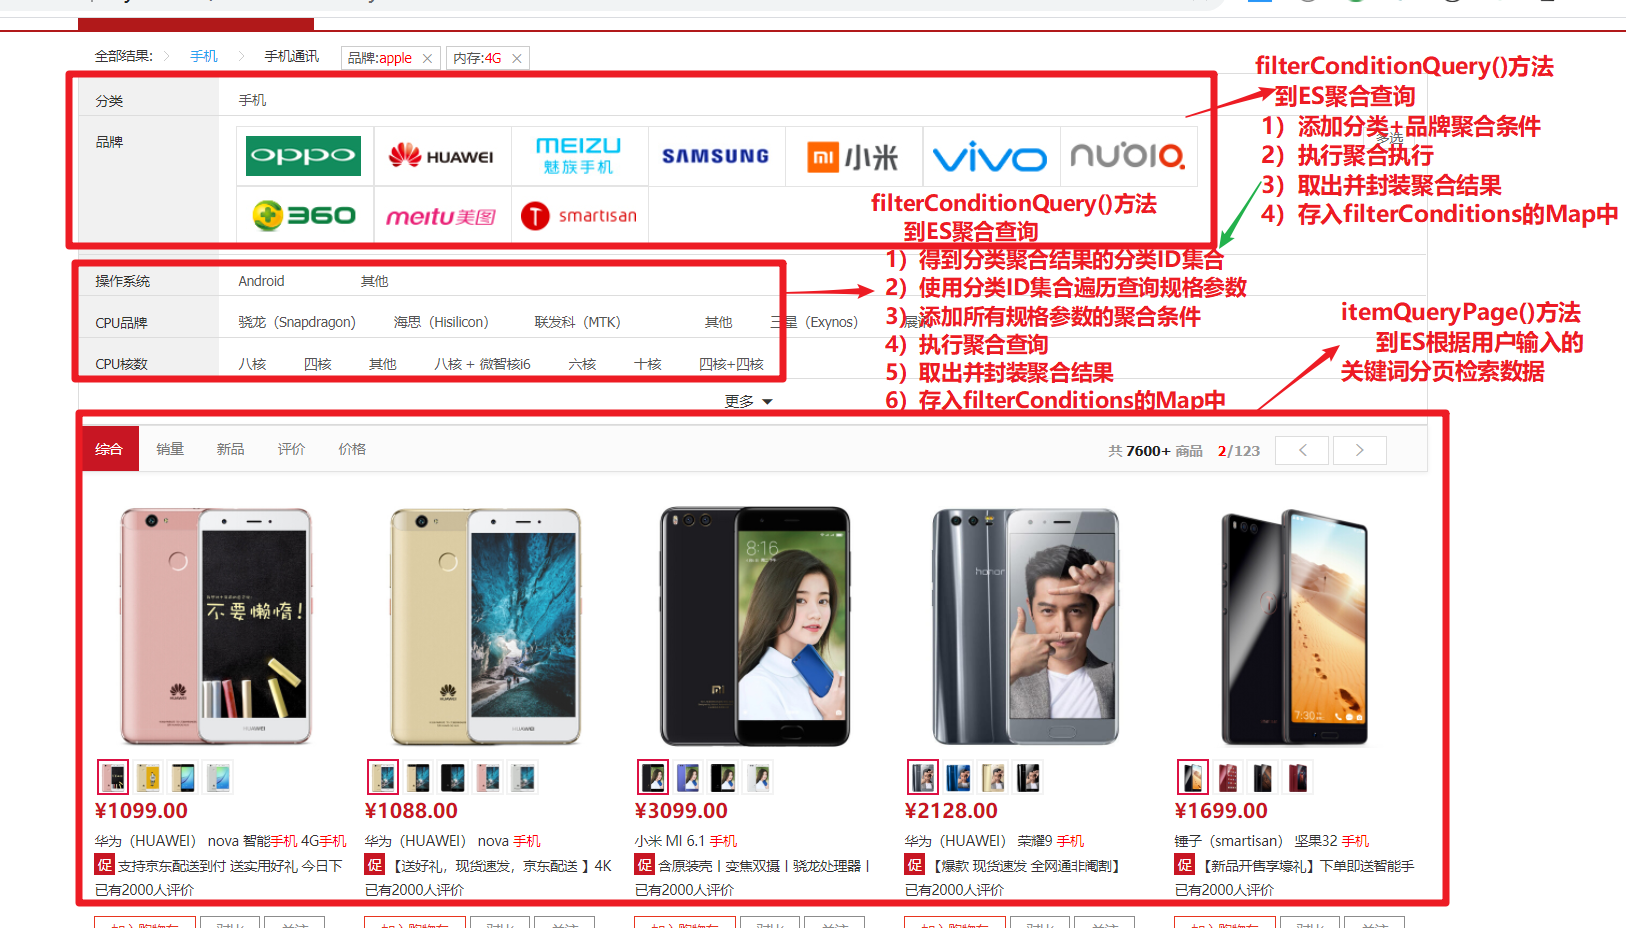 全部结果:
手机
手机通讯
品牌:apple
内存:4G
filterConditionQuery()方法
到ES聚合查询
1）添加分类+品牌聚合条件
2）执行聚合执行
3）取出并封装聚合结果
4）存入filterConditions的Map中
分类
手机
品牌
多选
oppo
HUAWEI
MEIZU
魅族手机
SAMSUNG
小米
vivo
nubia
360
meitu美图
smartisan
filterConditionQuery()方法
到ES聚合查询
1）得到分类聚合结果的分类ID集合
2）使用分类ID集合遍历查询规格参数
3）添加所有规格参数的聚合条件
4）执行聚合查询
5）取出并封装聚合结果
6）存入filterConditions的Map中
操作系统
Android
其他
CPU品牌
骁龙（Snapdragon）
海思（Hisilicon）
联发科（MTK）
其他
三星（Exynos）
展讯
CPU核数
八核
四核
其他
八核 + 微智核i6
六核
十核
四核+四核
更多
itemQueryPage()方法
到ES根据用户输入的
关键词分页检索数据
综合
销量
新品
评价
价格
共 7600+ 商品
2/123
不要懒惰！
HUAWEI
HUAWEI
HUAWEI
HUAWEI
8:16
honor
7:30
¥1099.00
华为（HUAWEI） nova 智能手机 4G手机
促 支持京东配送到付 送实用好礼 今日下
已有2000人评价
¥1088.00
华为（HUAWEI） nova 手机
促 【送好礼，现货速发，京东配送 】4K
已有2000人评价
¥3099.00
小米 MI 6.1 手机
促 含原装壳丨变焦双摄丨骁龙处理器丨
已有2000人评价
¥2128.00
华为（HUAWEI） 荣耀9 手机
促 【爆款 现货速发 全网通非阉割】
已有2000人评价
¥1699.00
锤子（smartisan） 坚果32 手机
促 【新品开售享壕礼】下单即送智能手
已有2000人评价